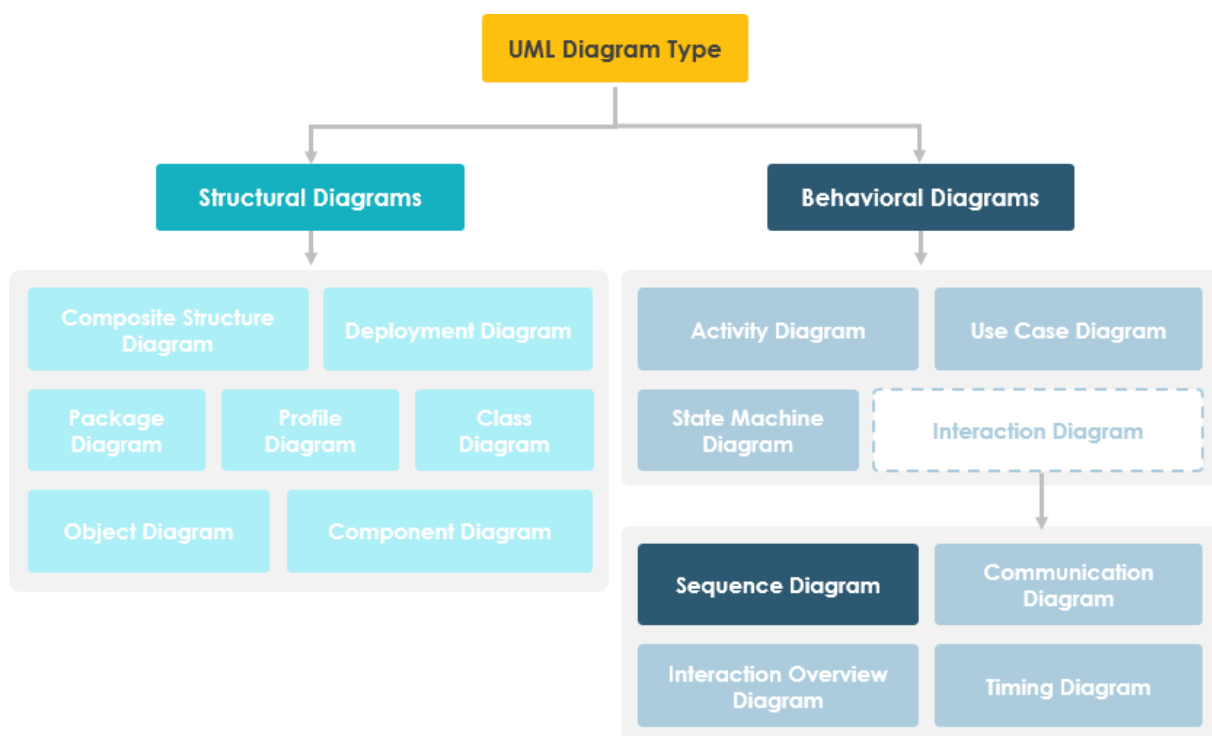 UML Diagram Type
Structural Diagrams
Behavioral Diagrams
Composite Structure
Diagram
Deployment Diagram
Package
Diagram
Profile
Diagram
Class
Diagram
Object Diagram
Component Diagram
Activity Diagram
Use Case Diagram
State Machine
Diagram
Interaction Diagram
Sequence Diagram
Communication
Diagram
Interaction Overview
Diagram
Timing Diagram